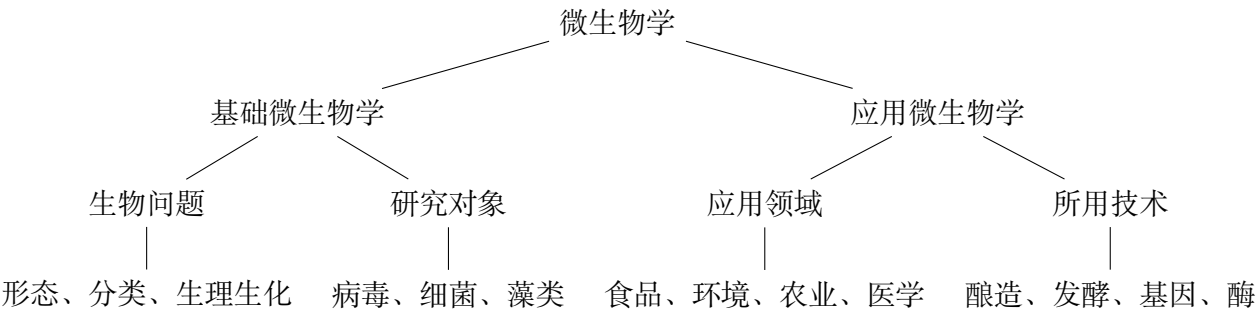 微生物学
基础微生物学 应用微生物学
生物问题 研究对象 应用领域 所用技术
形态、分类、生理生化 病毒、细菌、藻类 食品、环境、农业、医学 酿造、发酵、基因、酶